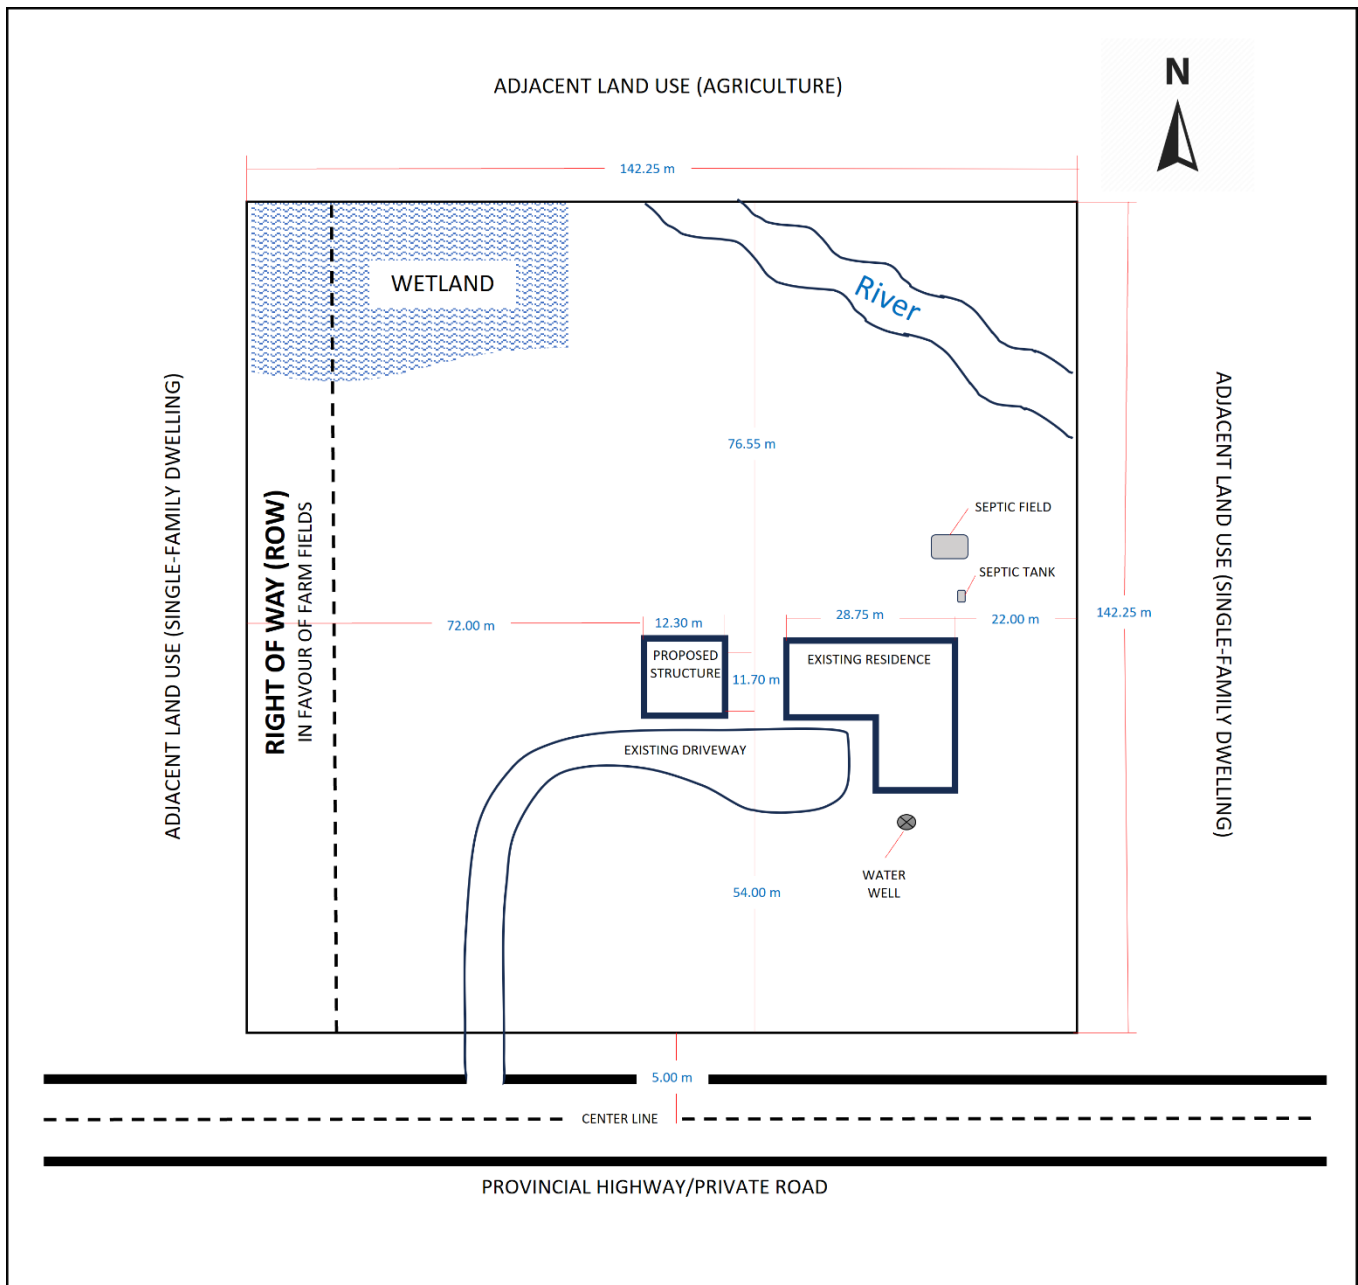 N
ADJACENT LAND USE (AGRICULTURE)
142.25 m
WETLAND
River
ADJACENT LAND USE (SINGLE-FAMILY DWELLING)
RIGHT OF WAY (ROW)
IN FAVOUR OF FARM FIELDS
76.55 m
ADJACENT LAND USE (SINGLE-FAMILY DWELLING)
SEPTIC FIELD
SEPTIC TANK
142.25 m
72.00 m
12.30 m
28.75 m
22.00 m
PROPOSED
STRUCTURE
11.70 m
EXISTING RESIDENCE
EXISTING DRIVEWAY
WATER
WELL
54.00 m
5.00 m
CENTER LINE
PROVINCIAL HIGHWAY/PRIVATE ROAD